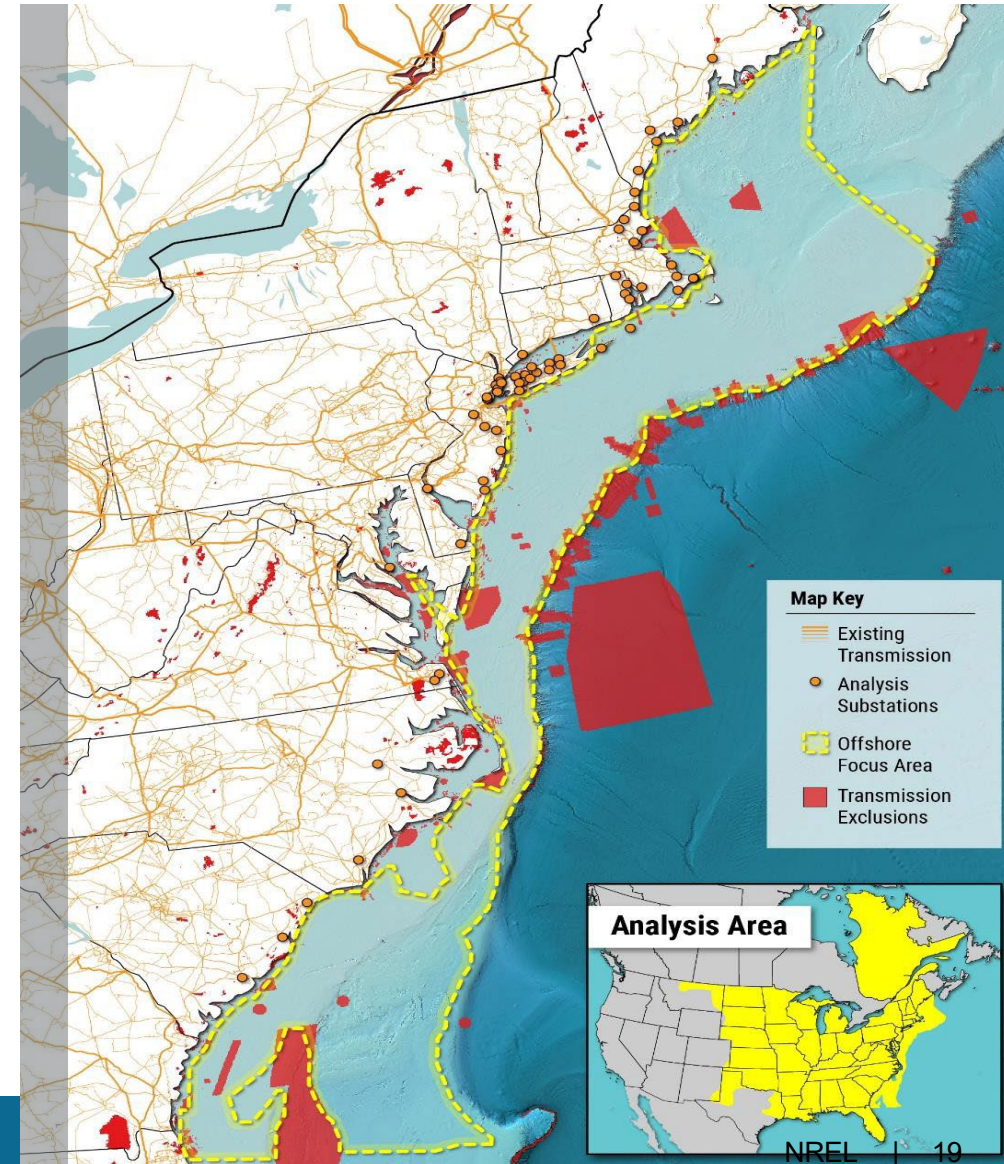 Map Key
Existing
Transmission
Analysis
Substations
Offshore
Focus Area
Transmission
Exclusions
Analysis Area
NREL | 19